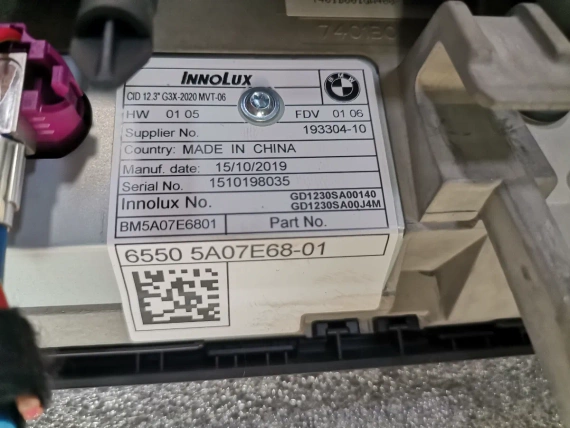 INNOLUX
CID 12.3" G3X-2020 MVT-06
BMW
HW 01 05 FDV 01 06
Supplier No. 193304-10
Country: MADE IN CHINA
Manuf. date: 15/10/2019
Serial No. 1510198035
Innolux No. GD1230SA00140
GD1230SA00J4M
BM5A07E6801 Part No.
6550 5A07E68-01